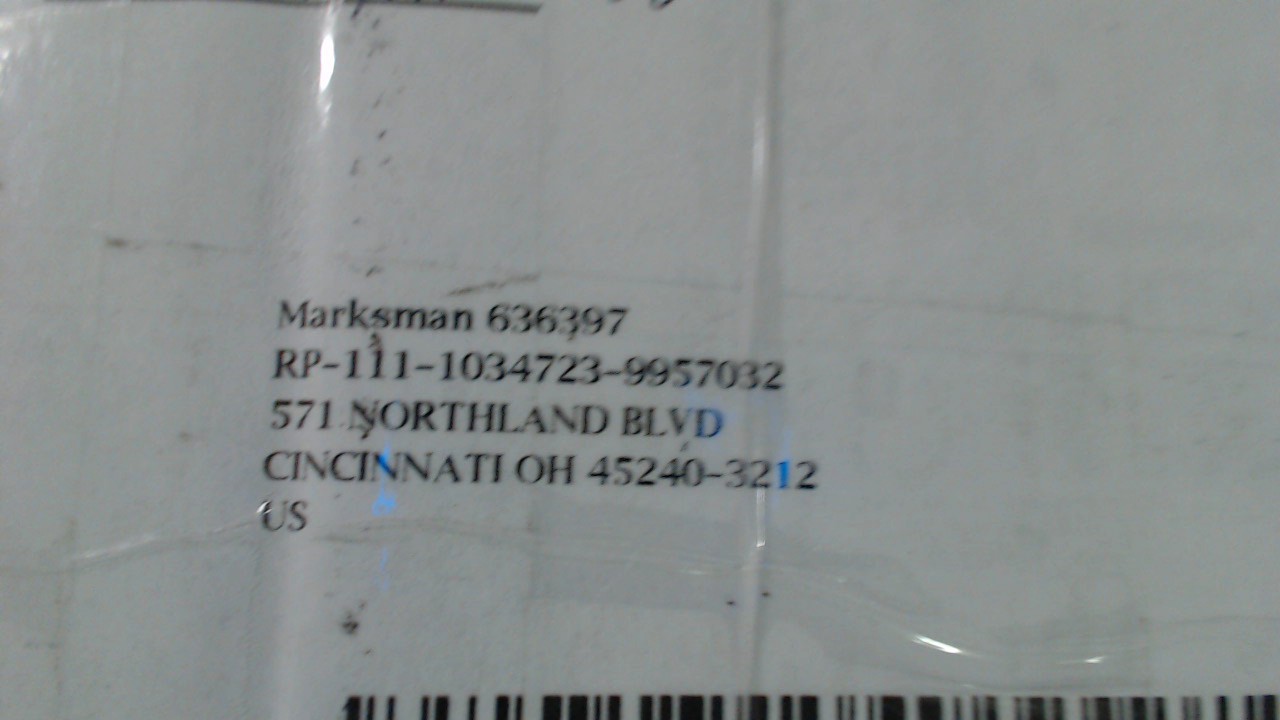 Marksman 636397
RP-111-1034723-9957032
571 NORTHLAND BLVD
CINCINNATI OH 45240-3212
US